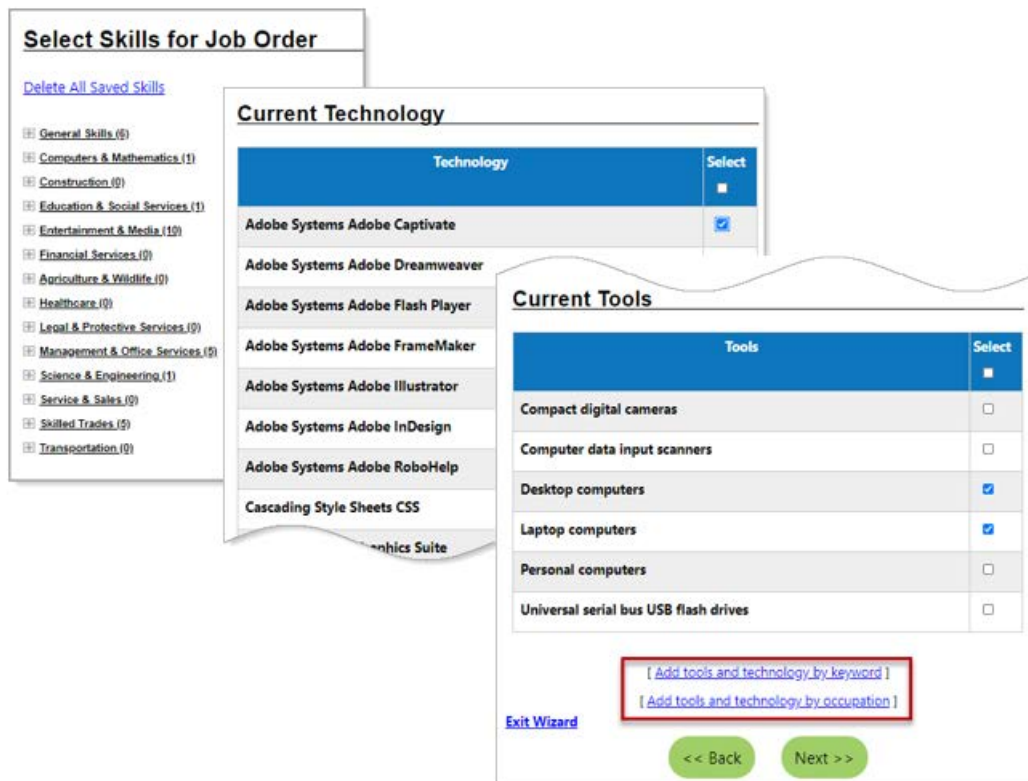 Select Skills for Job Order
Delete All Saved Skills
General Skills (6)
Computers & Mathematics (1)
Construction (0)
Education & Social Services (1)
Entertainment & Media (10)
Financial Services (0)
Agriculture & Wildlife (0)
Healthcare (0)
Legal & Protective Services (0)
Management & Office Services (5)
Science & Engineering (1)
Service & Sales (0)
Skilled Trades (5)
Transportation (0)
Current Technology
Technology Select
Adobe Systems Adobe Captivate
Adobe Systems Adobe Dreamweaver
Adobe Systems Adobe Flash Player
Adobe Systems Adobe FrameMaker
Adobe Systems Adobe Illustrator
Adobe Systems Adobe InDesign
Adobe Systems Adobe RoboHelp
Cascading Style Sheets CSS
Suite
Current Tools
Tools Select
Compact digital cameras
Computer data input scanners
Desktop computers
Laptop computers
Personal computers
Universal serial bus USB flash drives
[ Add tools and technology by keyword ]
[ Add tools and technology by occupation ]
Exit Wizard
<< Back Next >>